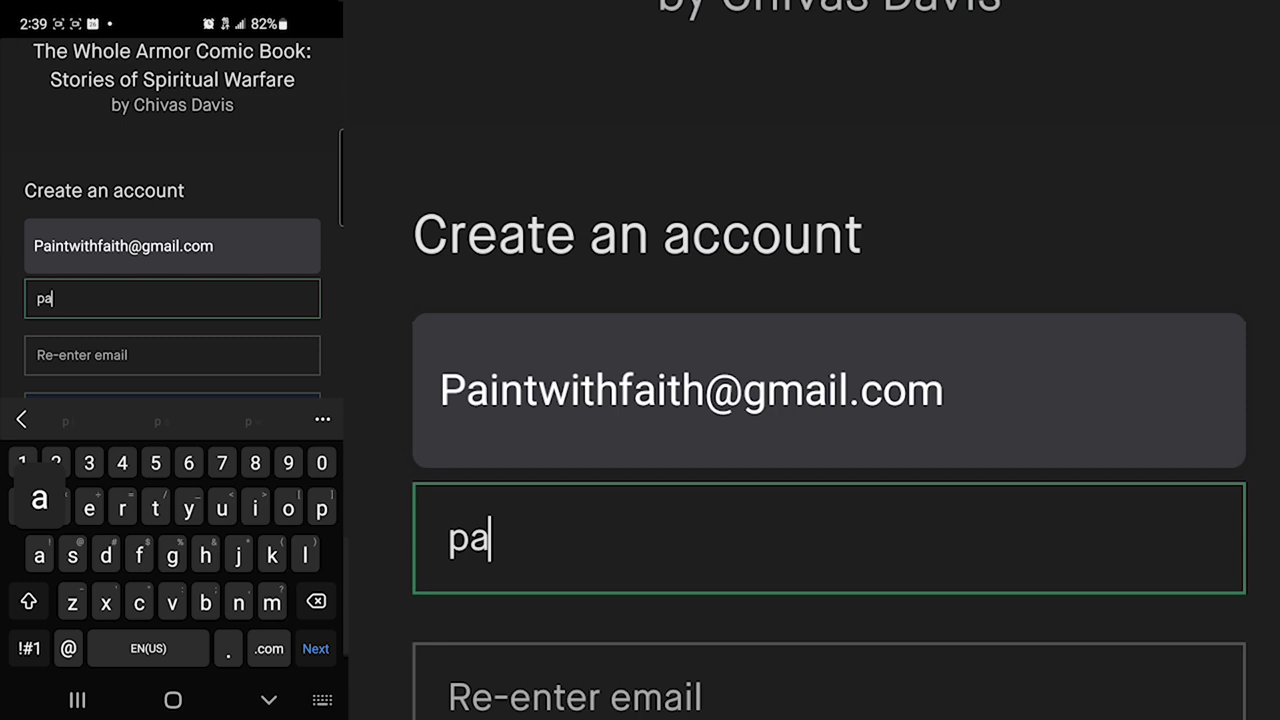 2:39
82%
The Whole Armor Comic Book:
Stories of Spiritual Warfare
by Chivas Davis
Create an account
Paintwithfaith@gmail.com
pa
Re-enter email
3 4 5 6 7 8 9 0
a
e r t y u i o p
a s d f g h j k l
z x c v b n m
!#1 @ EN(US) . .com Next
by Chivas Davis
Create an account
Paintwithfaith@gmail.com
pa
Re-enter email